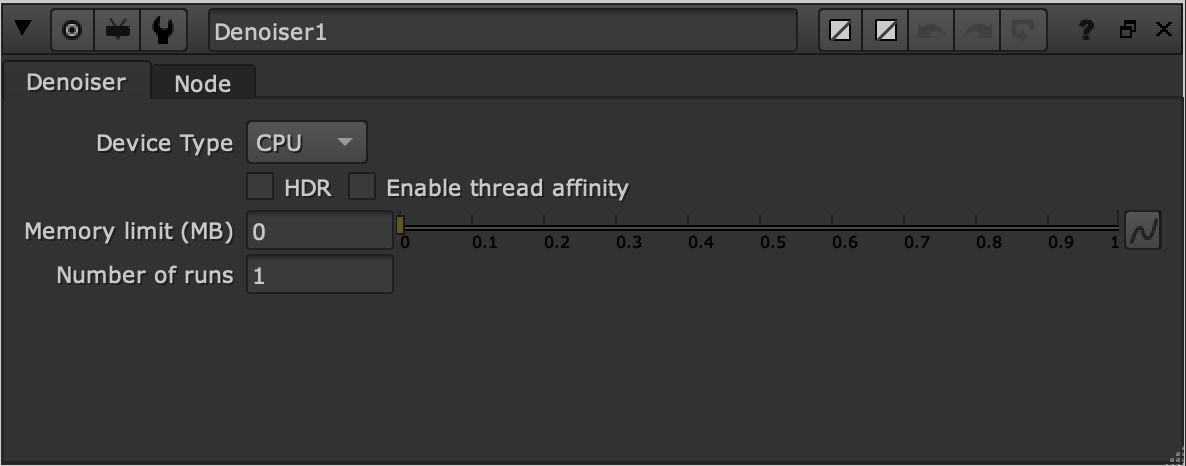 Denoiser1 ?
Denoiser Node
Device Type CPU
HDR Enable thread affinity
Memory limit (MB) 0
0 0.1 0.2 0.3 0.4 0.5 0.6 0.7 0.8 0.9 1
Number of runs 1